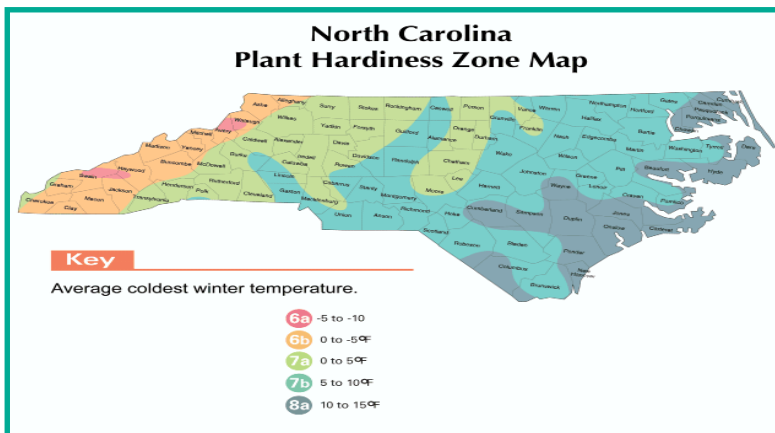 North Carolina
Plant Hardiness Zone Map
Ashe Alleghany Surry Stokes Rockingham Caswell Person Vance Warren Northampton Hertford Gates Camden
Watauga Wilkes Yadkin Forsyth Guilford Alamance Orange Durham Granville Franklin Halifax Bertie Chowan
Mitchell Avery Caldwell Alexander Davie Davidson Randolph Chatham Wake Nash Edgecombe Martin Washington Tyrrell Dare
Madison Yancey Burke Iredell Catawba Rowan Lee Johnston Wilson Pitt Beaufort Hyde
Swain Haywood Buncombe McDowell Lincoln Cabarrus Stanly Montgomery Moore Harnett Wayne Greene Lenoir Craven Pamlico
Graham Jackson Henderson Polk Rutherford Cleveland Gaston Mecklenburg
Cherokee Clay Macon Transylvania Union Anson Richmond Hoke Cumberland Sampson Duplin Jones Onslow Carteret
Scotland Robeson Bladen Pender
Columbus Brunswick New Hanover
Key
Average coldest winter temperature.
6a -5 to -10
6b 0 to -5°F
7a 0 to 5°F
7b 5 to 10°F
8a 10 to 15°F